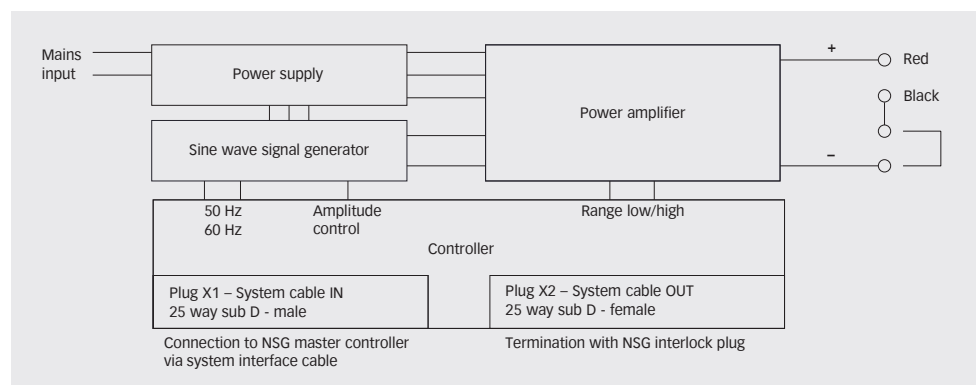 Mains
input
Power supply
Sine wave signal generator
Power amplifier
+
Red
Black
–
50 Hz
60 Hz
Amplitude
control
Range low/high
Controller
Plug X1 – System cable IN
25 way sub D - male
Plug X2 – System cable OUT
25 way sub D - female
Connection to NSG master controller
via system interface cable
Termination with NSG interlock plug